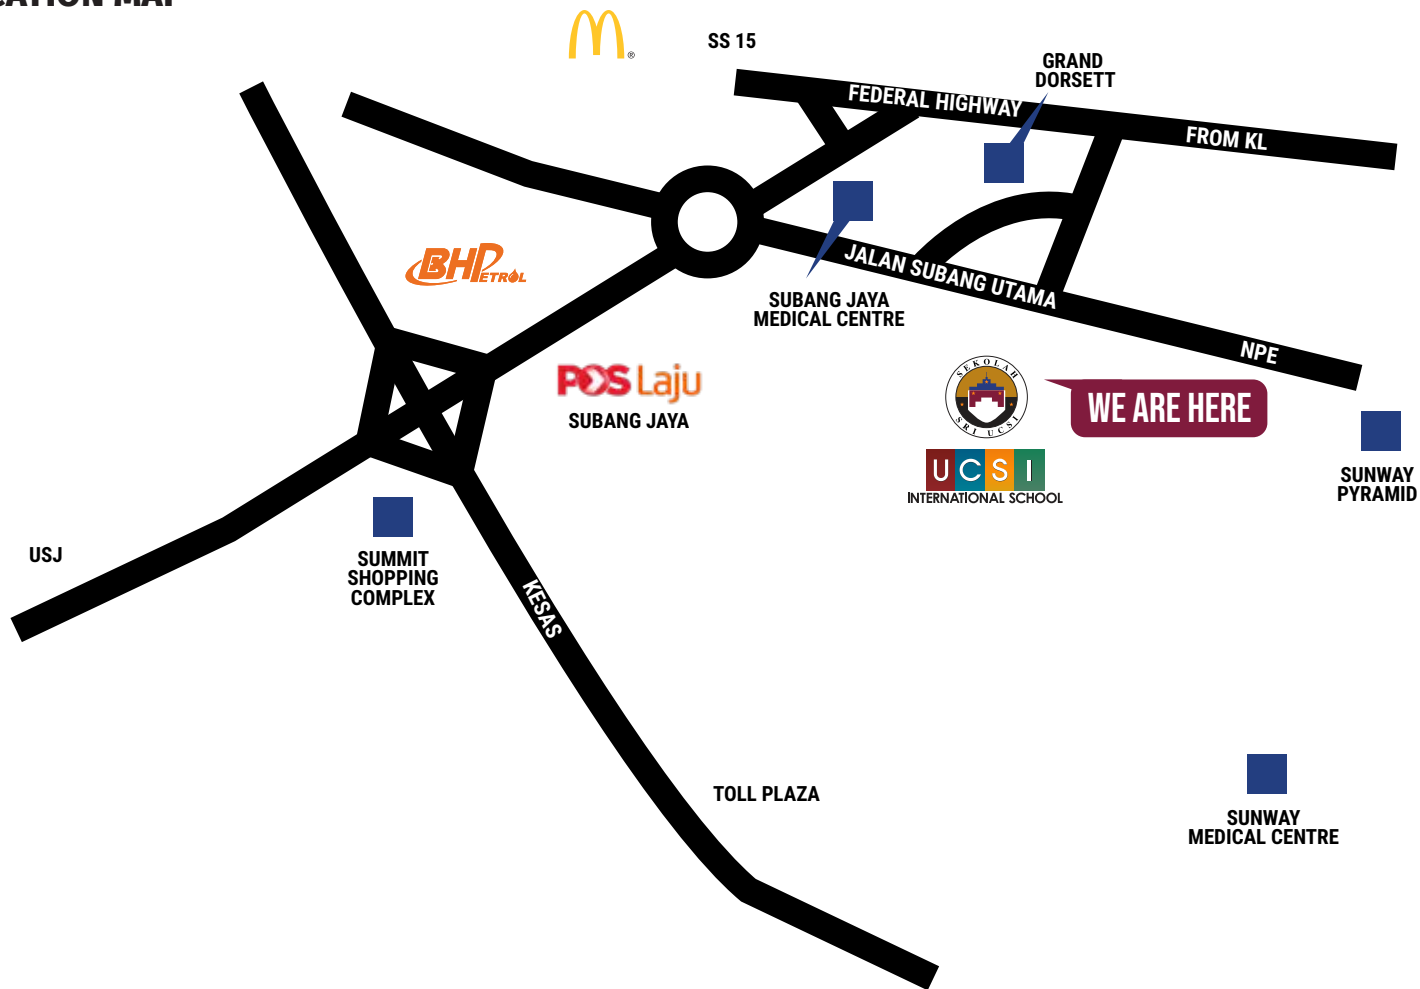 CATION MAP
SS 15
®
GRAND
DORSETT
FEDERAL HIGHWAY
FROM KL
BHPETROL
JALAN SUBANG UTAMA
SUBANG JAYA
MEDICAL CENTRE
NPE
POS Laju
SUBANG JAYA
SEKOLAH
SRI UCSI
WE ARE HERE
UCSI
INTERNATIONAL SCHOOL
SUNWAY
PYRAMID
USJ
SUMMIT
SHOPPING
COMPLEX
KESAS
TOLL PLAZA
SUNWAY
MEDICAL CENTRE